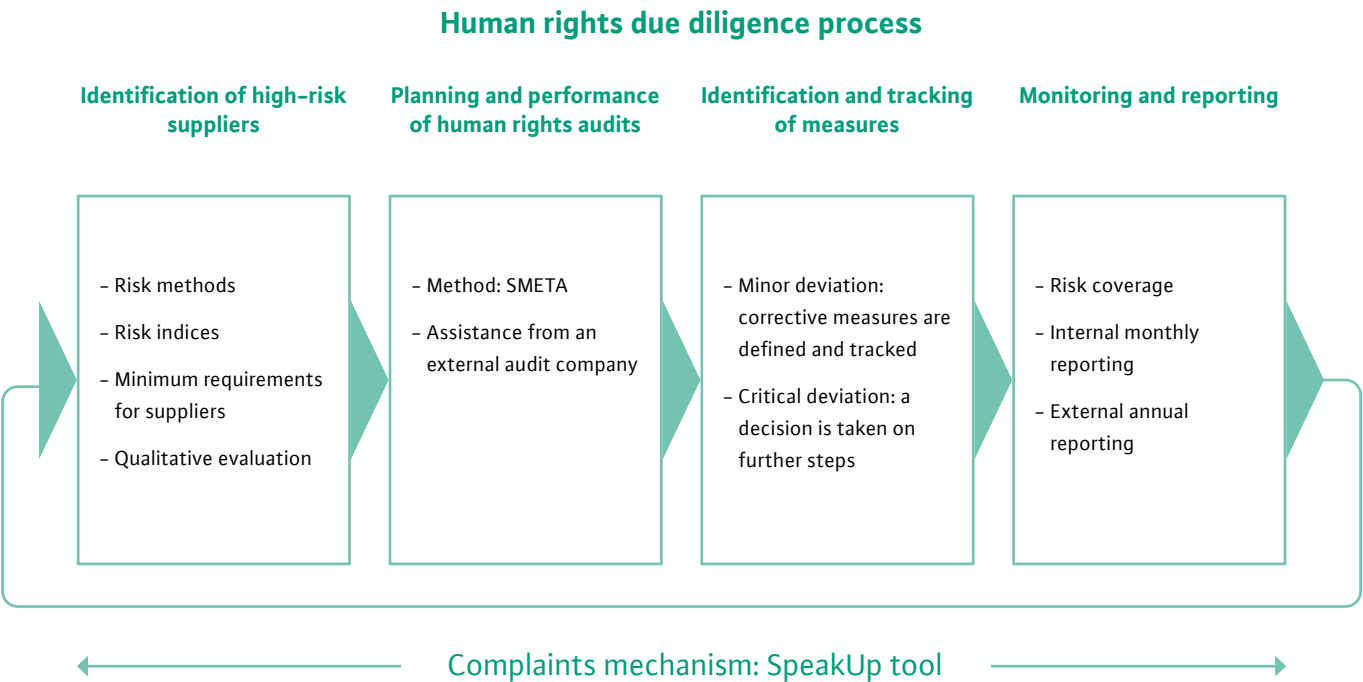 Human rights due diligence process
Identification of high-risk
suppliers
Planning and performance
of human rights audits
Identification and tracking
of measures
Monitoring and reporting
– Risk methods
– Risk indices
– Minimum requirements
for suppliers
– Qualitative evaluation
– Method: SMETA
– Assistance from an
external audit company
– Minor deviation:
corrective measures are
defined and tracked
– Critical deviation: a
decision is taken on
further steps
– Risk coverage
– Internal monthly
reporting
– External annual
reporting
Complaints mechanism: SpeakUp tool